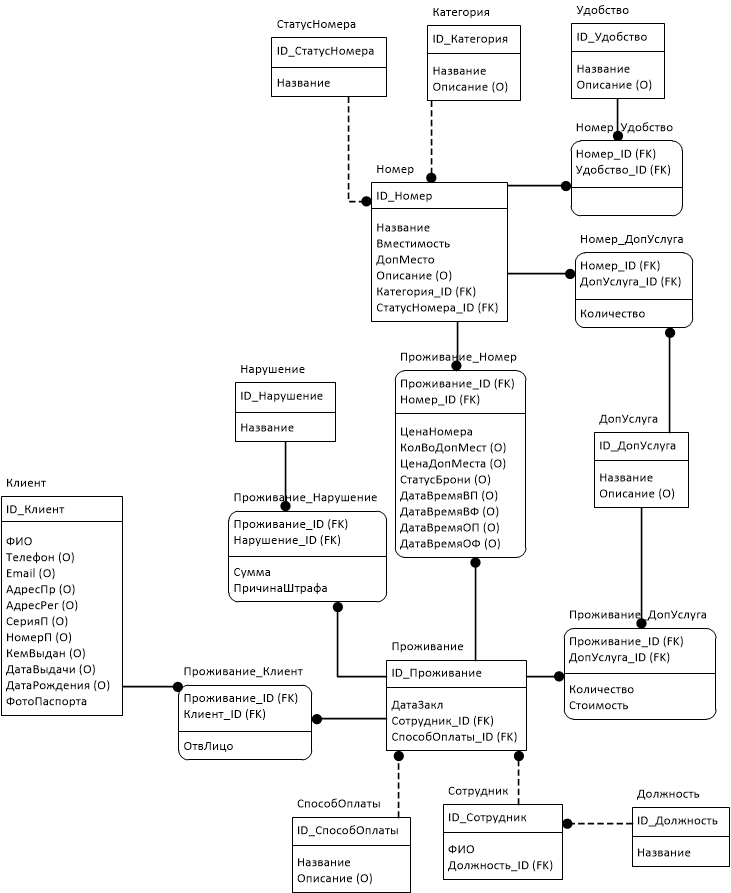 СтатусНомера
ID_СтатусНомера
Название
Категория
ID_Категория
Название
Описание (O)
Удобство
ID_Удобство
Название
Описание (O)
Номер_Удобство
Номер_ID (FK)
Удобство_ID (FK)
Номер
ID_Номер
Название
Вместимость
ДопМесто
Описание (O)
Категория_ID (FK)
СтатусНомера_ID (FK)
Номер_ДопУслуга
Номер_ID (FK)
ДопУслуга_ID (FK)
Количество
Проживание_Номер
Проживание_ID (FK)
Номер_ID (FK)
ЦенаНомера
КолВоДопМест (O)
ЦенаДопМеста (O)
СтатусБрони (O)
ДатаВремяВП (O)
ДатаВремяВФ (O)
ДатаВремяОП (O)
ДатаВремяОФ (O)
Нарушение
ID_Нарушение
Название
ДопУслуга
ID_ДопУслуга
Название
Описание (O)
Клиент
ID_Клиент
ФИО
Телефон (O)
Email (O)
АдресПр (O)
АдресРег (O)
СерияП (O)
НомерП (O)
КемВыдан (O)
ДатаВыдачи (O)
ДатаРождения (O)
ФотоПаспорта
Проживание_Нарушение
Проживание_ID (FK)
Нарушение_ID (FK)
Сумма
ПричинаШтрафа
Проживание_ДопУслуга
Проживание_ID (FK)
ДопУслуга_ID (FK)
Количество
Стоимость
Проживание
ID_Проживание
ДатаЗакл
Сотрудник_ID (FK)
СпособОплаты_ID (FK)
Проживание_Клиент
Проживание_ID (FK)
Клиент_ID (FK)
ОтвЛицо
СпособОплаты
ID_СпособОплаты
Название
Описание (O)
Сотрудник
ID_Сотрудник
ФИО
Должность_ID (FK)
Должность
ID_Должность
Название